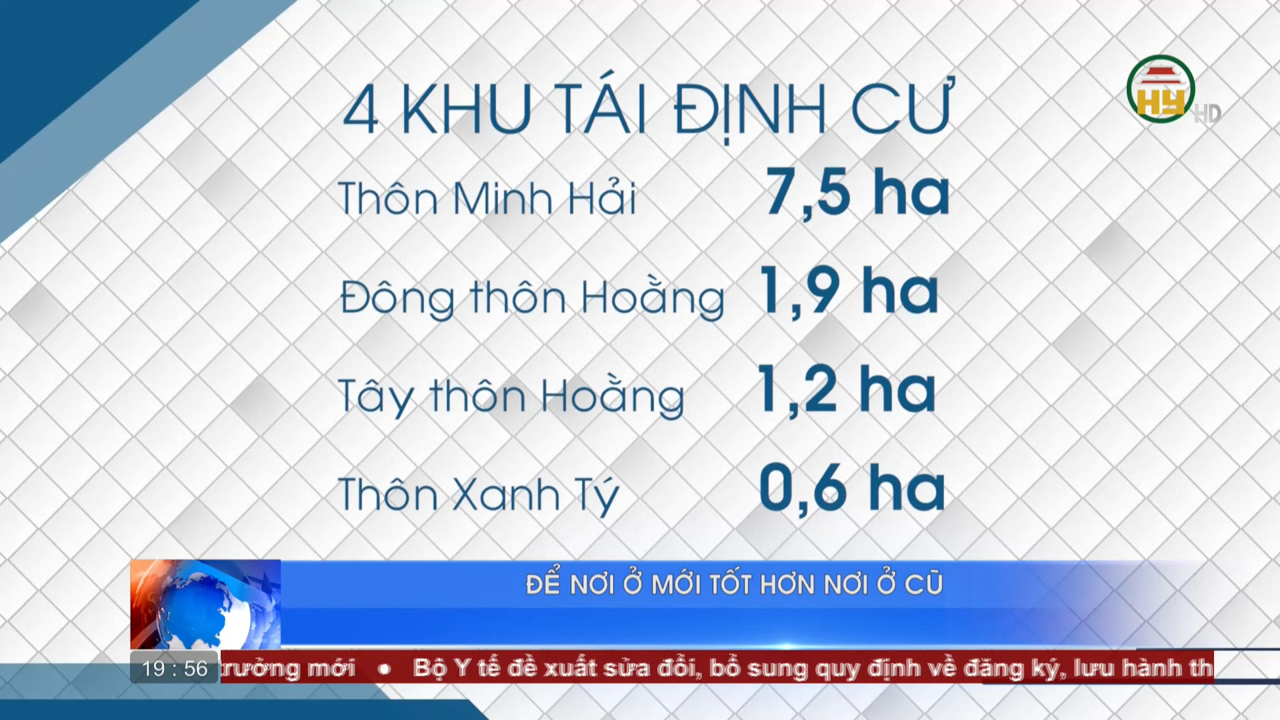 4 KHU TÁI ĐỊNH CƯ
HY HD
Thôn Minh Hải 7,5 ha
Đông thôn Hoằng 1,9 ha
Tây thôn Hoằng 1,2 ha
Thôn Xanh Tý 0,6 ha
ĐỂ NƠI Ở MỚI TỐT HƠN NƠI Ở CŨ
19 : 56 trưởng mới • Bộ Y tế đề xuất sửa đổi, bổ sung quy định về đăng ký, lưu hành th